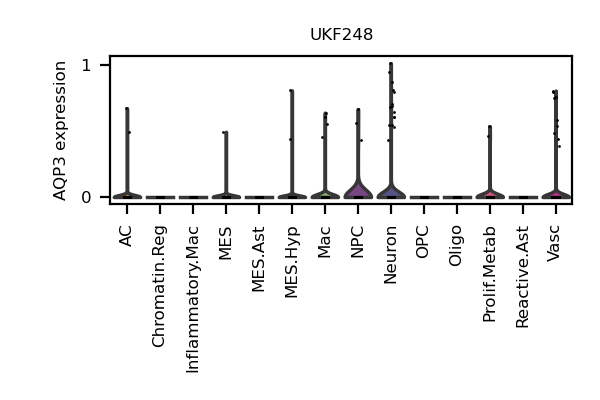 UKF248
AQP3 expression
1
0
AC
Chromatin.Reg
Inflammatory.Mac
MES
MES.Ast
MES.Hyp
Mac
NPC
Neuron
OPC
Oligo
Prolif.Metab
Reactive.Ast
Vasc